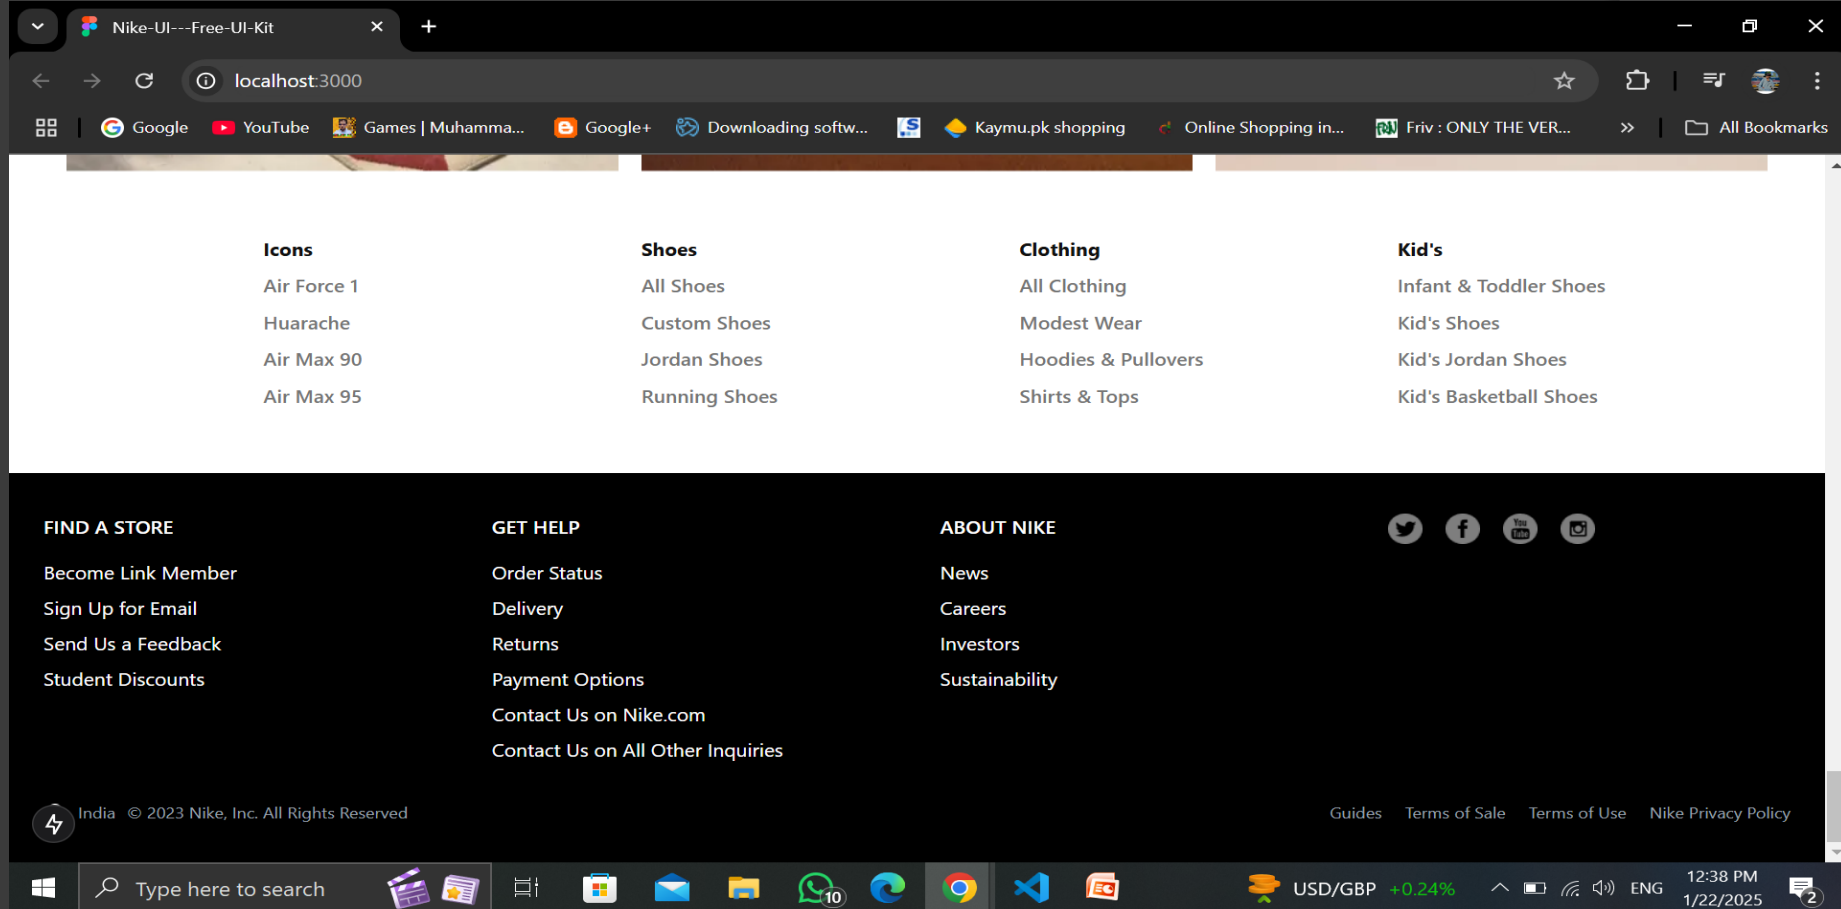 Nike-UI---Free-UI-Kit
localhost:3000
Google YouTube Games | Muhamma... Google+ Downloading softw... Kaymu.pk shopping Online Shopping in... Friv : ONLY THE VER... All Bookmarks
Icons
Air Force 1
Huarache
Air Max 90
Air Max 95
Shoes
All Shoes
Custom Shoes
Jordan Shoes
Running Shoes
Clothing
All Clothing
Modest Wear
Hoodies & Pullovers
Shirts & Tops
Kid's
Infant & Toddler Shoes
Kid's Shoes
Kid's Jordan Shoes
Kid's Basketball Shoes
FIND A STORE
Become Link Member
Sign Up for Email
Send Us a Feedback
Student Discounts
GET HELP
Order Status
Delivery
Returns
Payment Options
Contact Us on Nike.com
Contact Us on All Other Inquiries
ABOUT NIKE
News
Careers
Investors
Sustainability
You
Tube
India © 2023 Nike, Inc. All Rights Reserved
Guides Terms of Sale Terms of Use Nike Privacy Policy
Type here to search
10
USD/GBP +0.24%
ENG
12:38 PM
1/22/2025
2